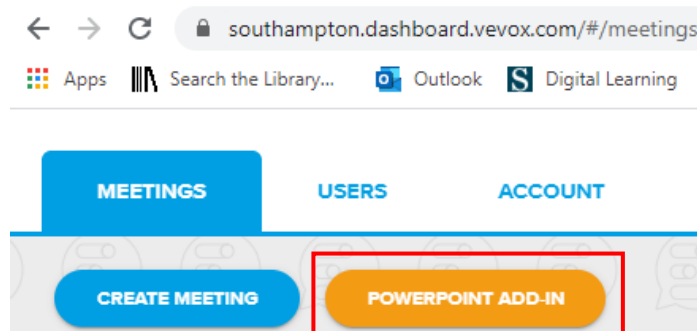 southampton.dashboard.vevox.com/#/meetings
Apps Search the Library... Outlook Digital Learning
MEETINGS USERS ACCOUNT
CREATE MEETING POWERPOINT ADD-IN